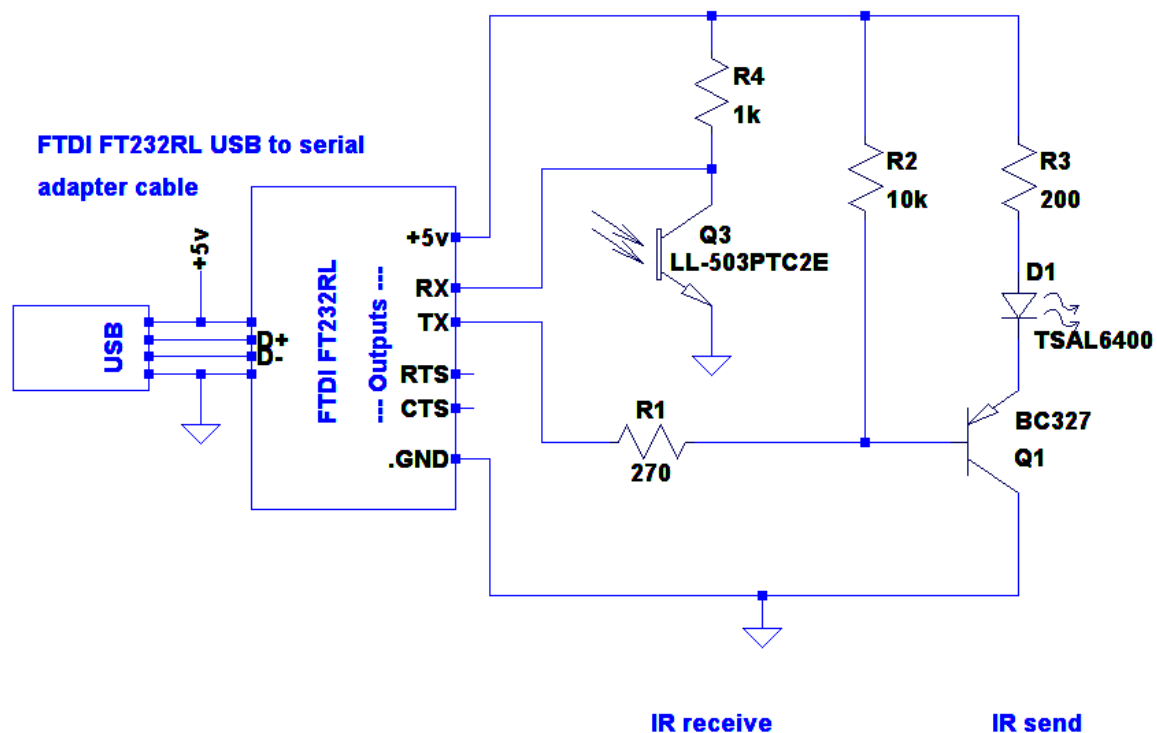 FTDI FT232RL USB to serial
adapter cable
+5v
USB
D+
D-
FTDI FT232RL
--- Outputs ---
+5v
RX
TX
RTS
CTS
.GND
R4
1k
Q3
LL-503PTC2E
R1
270
R2
10k
R3
200
D1
TSAL6400
BC327
Q1
IR receive
IR send